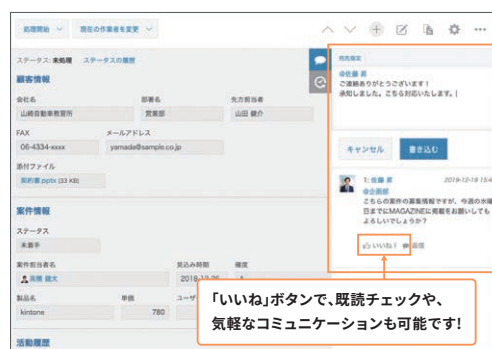 処理開始
現在の作業者を変更
ステータス: 未処理 ステータスの履歴
顧客情報
会社名 部署名 先方担当者
山崎自動車教習所 営業部 山田 健介
FAX メールアドレス
06-4334-xxxx yamada@sample.co.jp
添付ファイル
契約書.pptx (33 KB)
案件情報
ステータス
未着手
案件担当者名 見込み時期 確度
高橋 健太
製品名 単価 ユーザー
kintone 780
活動履歴
宛先指定
@佐藤 昇
ご連絡ありがとうございます!
承知しました。こちら対応いたします。
キャンセル 書き込む
1: 佐藤 昇
@企画部
こちらの案件の募集情報ですが、今週の水曜
日までにMAGAZINEに掲載をお願いしても
よろしいでしょうか?
いいね! 返信
「いいね」ボタンで、既読チェックや、
気軽なコミュニケーションも可能です!